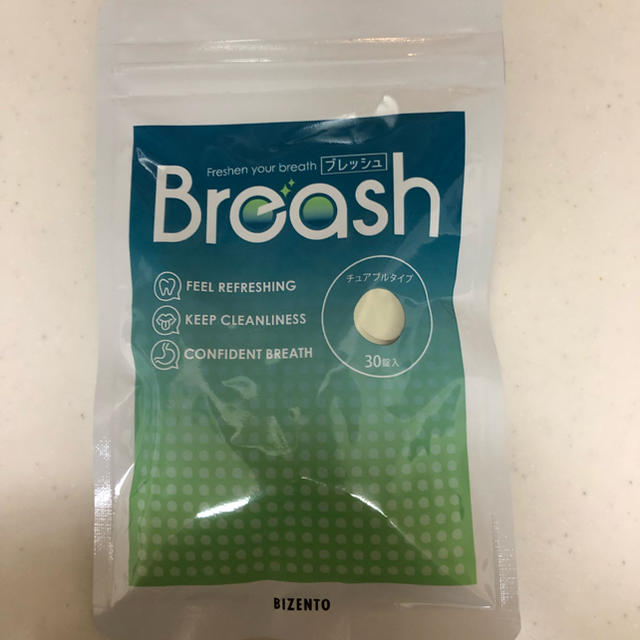 Freshen your breath ブレッシュ
Breash
FEEL REFRESHING
KEEP CLEANLINESS
CONFIDENT BREATH
チュアブルタイプ
30錠入
BIZENTO